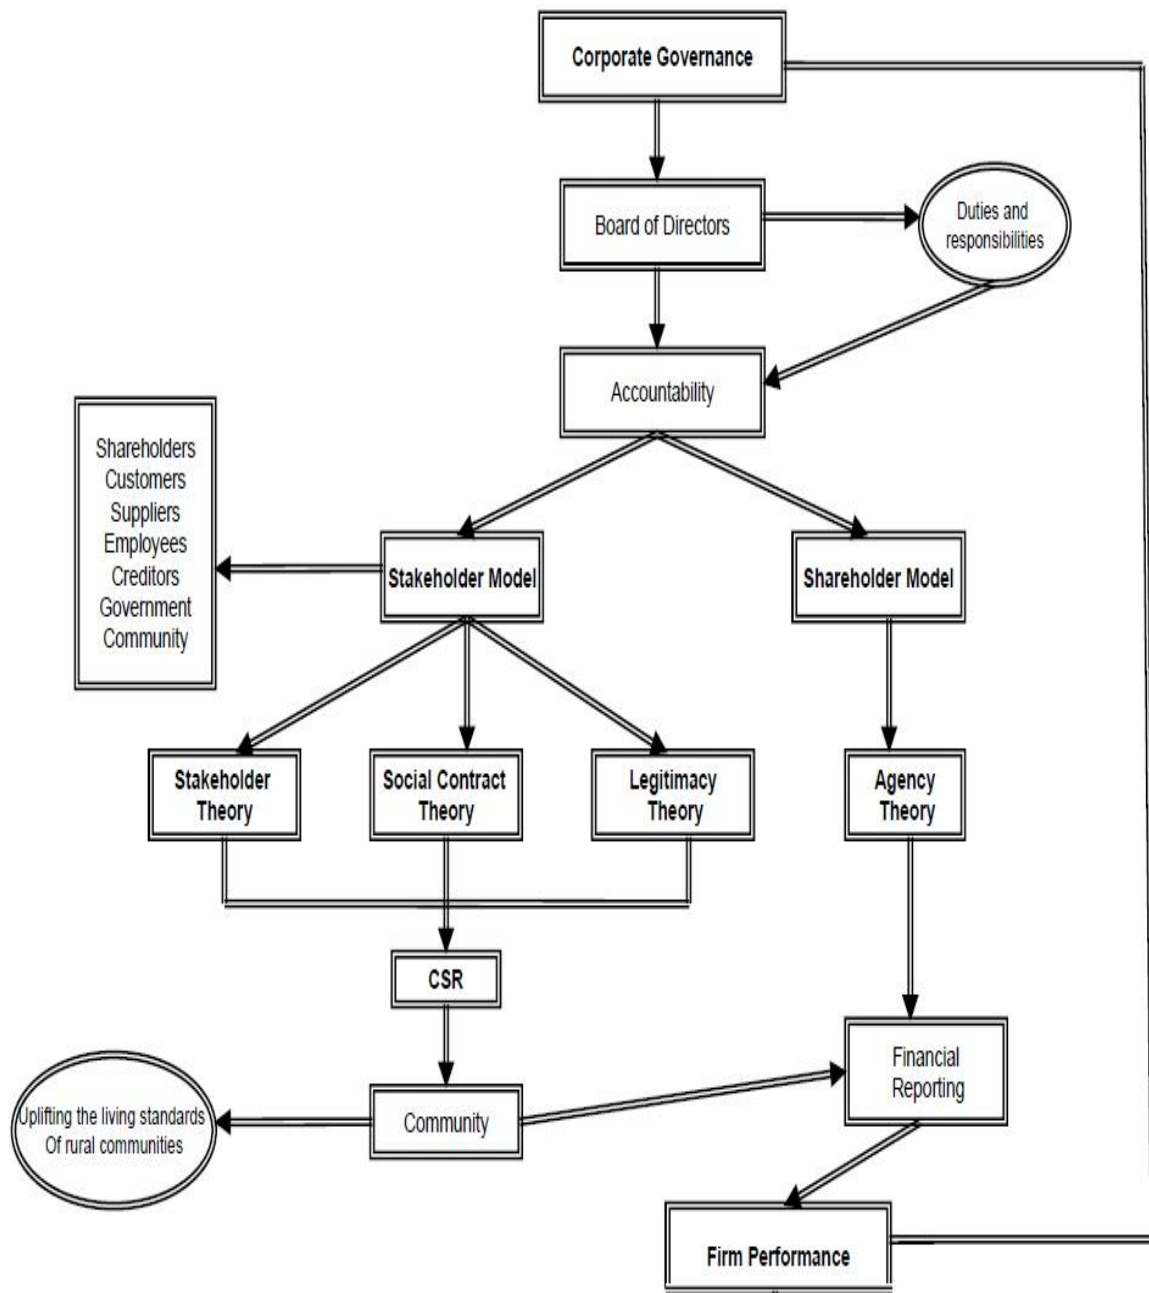 Corporate Governance
Board of Directors
Duties and
responsibilities
Accountability
Shareholders
Customers
Suppliers
Employees
Creditors
Government
Community
Stakeholder Model
Shareholder Model
Stakeholder
Theory
Social Contract
Theory
Legitimacy
Theory
Agency
Theory
CSR
Financial
Reporting
Uplifting the living standards
Of rural communities
Community
Firm Performance